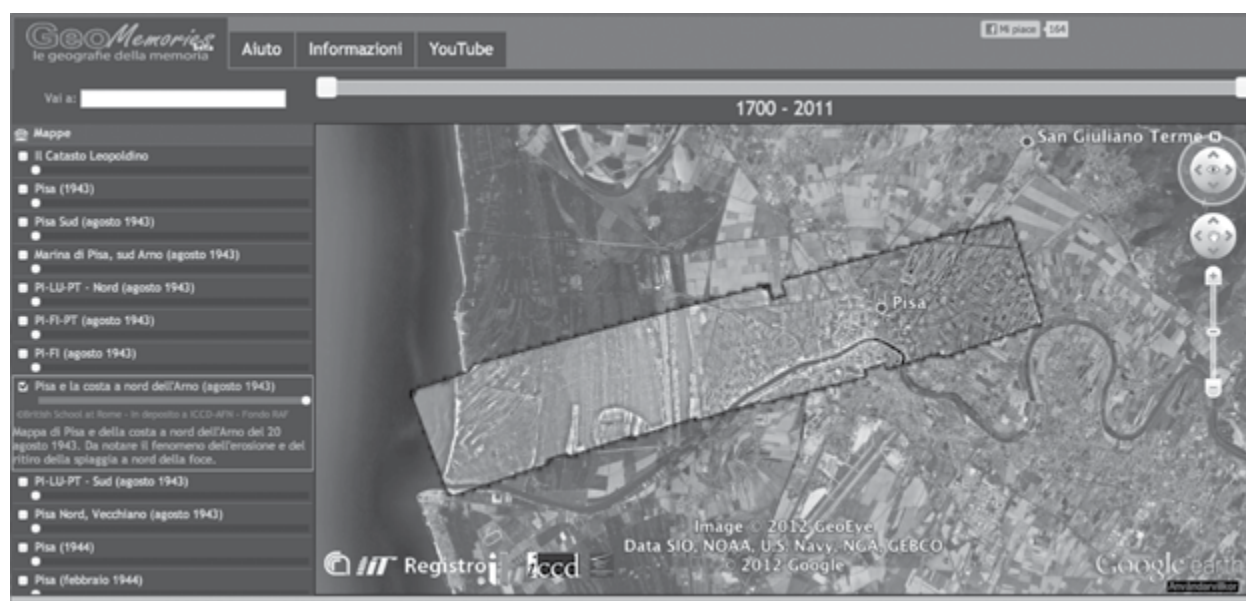 GeoMemories
beta
le geografie della memoria
Aiuto
Informazioni
YouTube
Mi piace
164
Vai a:
1700 - 2011
Mappe
Il Catasto Leopoldino
Pisa (1943)
Pisa Sud (agosto 1943)
Marina di Pisa, sud Arno (agosto 1943)
PI-LU-PT - Nord (agosto 1943)
PI-FI-PT (agosto 1943)
PI-FI (agosto 1943)
Pisa e la costa a nord dell'Arno (agosto 1943)
©British School at Rome - In deposito a ICCD-AFN - Fondo RAF
Mappa di Pisa e della costa a nord dell'Arno del 20
agosto 1943. Da notare il fenomeno dell'erosione e del
ritiro della spiaggia a nord della foce.
PI-LU-PT - Sud (agosto 1943)
Pisa Nord, Vecchiano (agosto 1943)
Pisa (1944)
Pisa (febbraio 1944)
San Giuliano Terme
N
Pisa
Image © 2012 GeoEye
Data SIO, NOAA, U.S. Navy, NGA, GEBCO
© 2012 Google
IIT Registro
iccd
Google earth
Användarvillkor